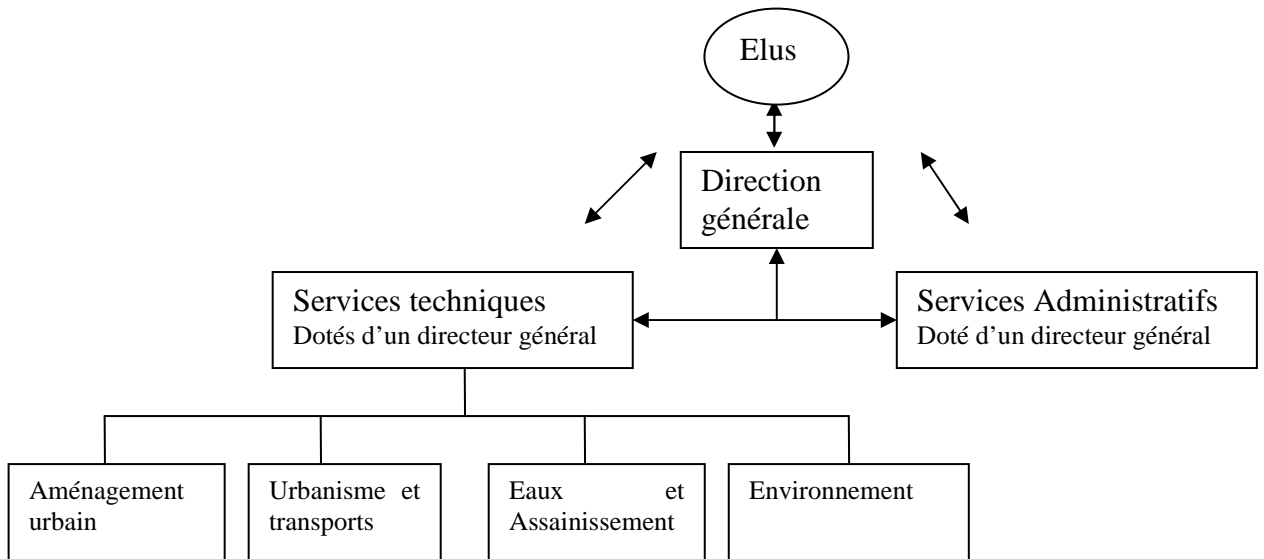 Elus
Direction
générale
Services techniques
Dotés d’un directeur général
Services Administratifs
Doté d’un directeur général
Aménagement
urbain
Urbanisme et
transports
Eaux et
Assainissement
Environnement